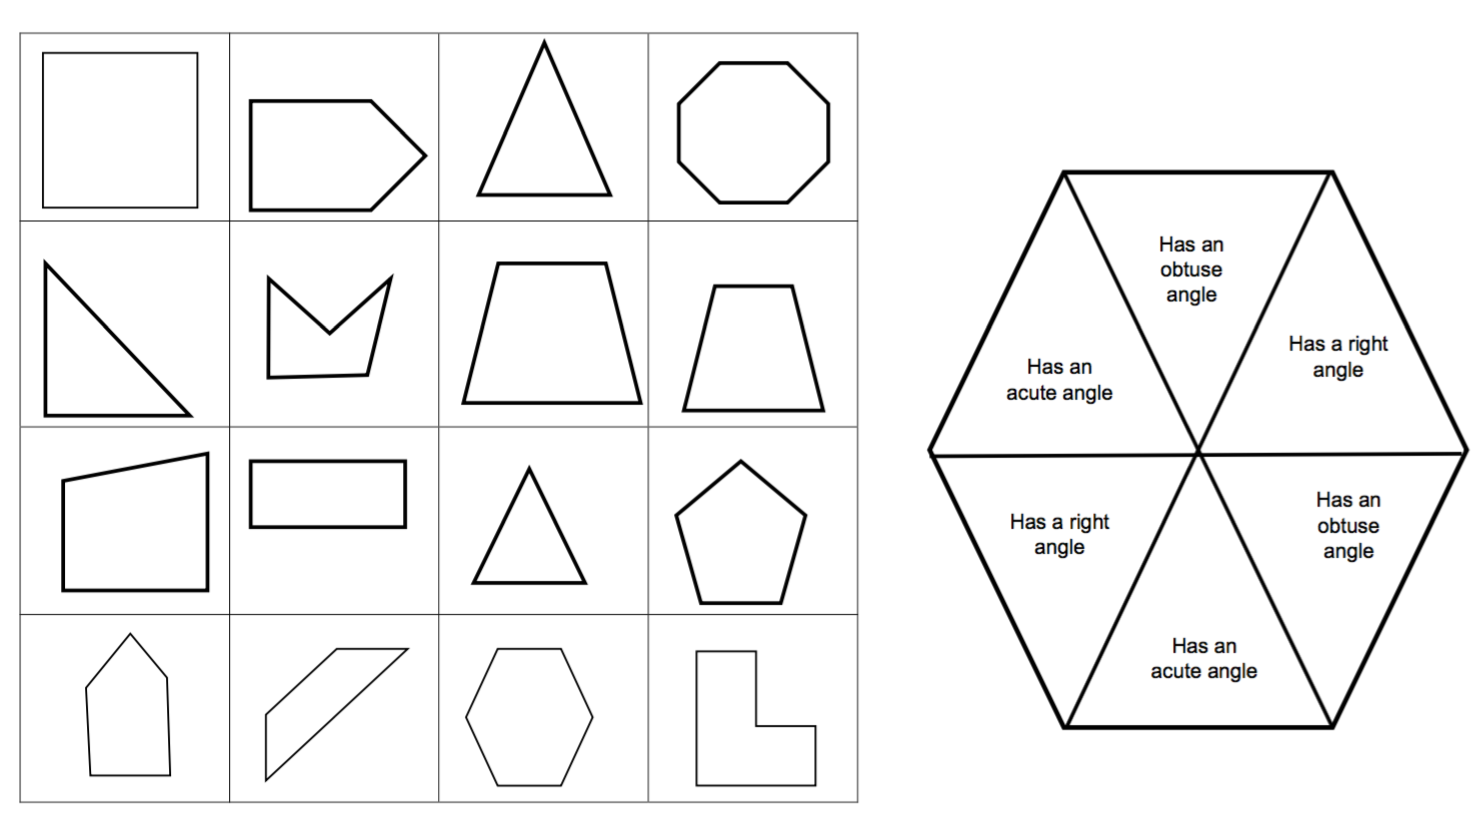 Has an
obtuse
angle
Has a right
angle
Has an
acute angle
Has a right
angle
Has an
obtuse
angle
Has an
acute angle